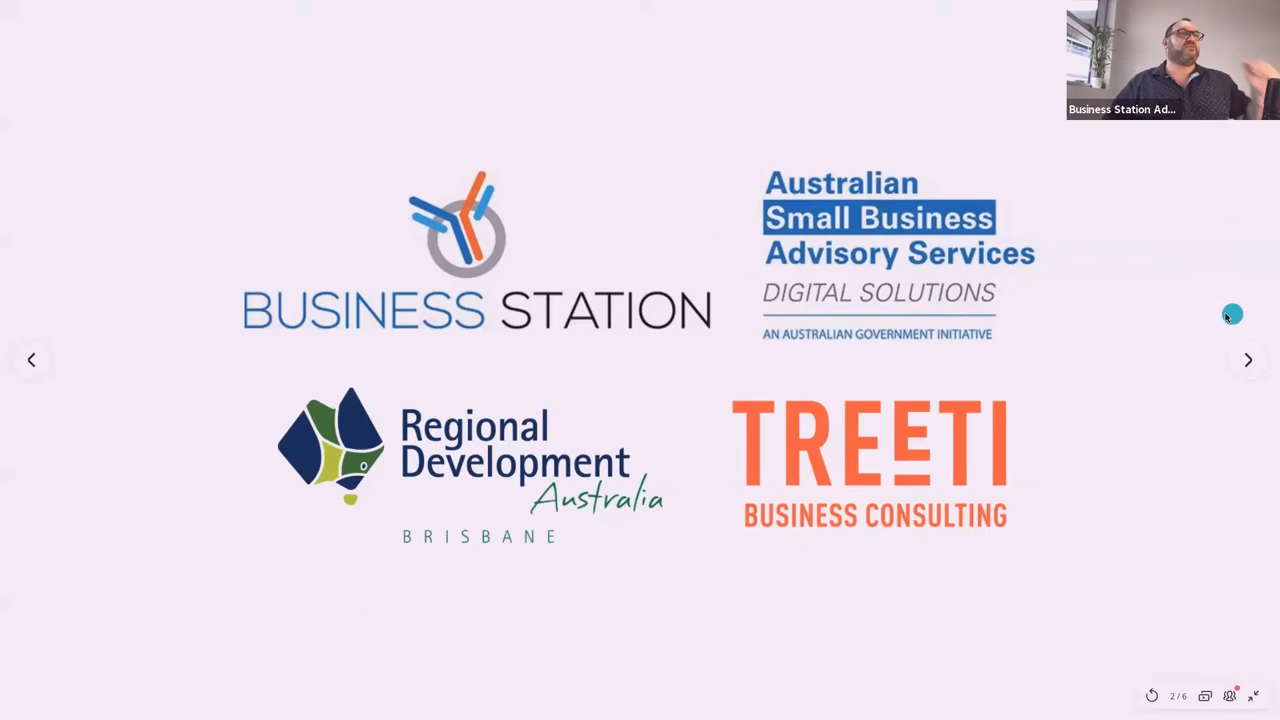 Business Station Ad...
BUSINESS STATION
Australian
Small Business
Advisory Services
DIGITAL SOLUTIONS
AN AUSTRALIAN GOVERNMENT INITIATIVE
Regional
Development
Australia
BRISBANE
TREETI
BUSINESS CONSULTING
2 / 6